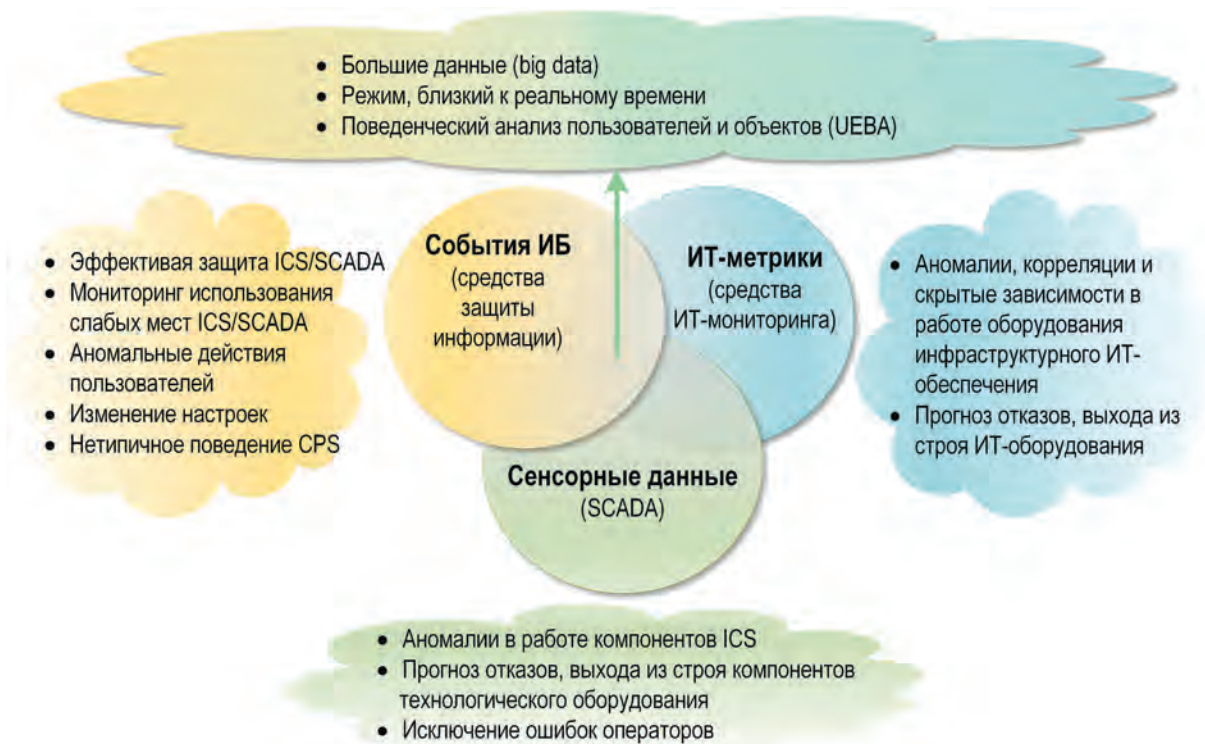 • Большие данные (big data)
• Режим, близкий к реальному времени
• Поведенческий анализ пользователей и объектов (UEBA)
• Эффективая защита ICS/SCADA
• Мониторинг использования
слабых мест ICS/SCADA
• Аномальные действия
пользователей
• Изменение настроек
• Нетипичное поведение CPS
События ИБ
(средства
защиты
информации)
ИТ-метрики
(средства
ИТ-мониторинга)
Сенсорные данные
(SCADA)
• Аномалии, корреляции и
скрытые зависимости в
работе оборудования
инфраструктурного ИТ-
обеспечения
• Прогноз отказов, выхода из
строя ИТ-оборудования
• Аномалии в работе компонентов ICS
• Прогноз отказов, выхода из строя компонентов
технологического оборудования
• Исключение ошибок операторов